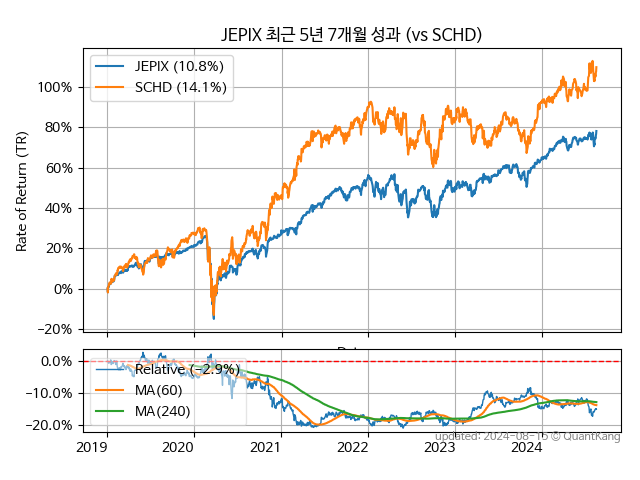 JEPIX 최근 5년 7개월 성과 (vs SCHD)
JEPIX (10.8%)
SCHD (14.1%)
Rate of Return (TR)
100%
80%
60%
40%
20%
0%
−20%
Relative (−2.9%)
MA(60)
MA(240)
0.0%
−10.0%
−20.0%
2019
2020
2021
2022
2023
2024
updated: 2024-08-16 © QuantKang